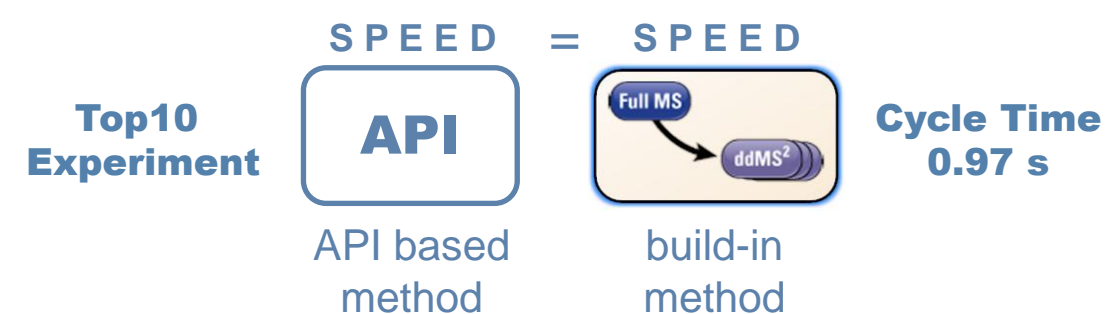 SPEED = SPEED
Top10
Experiment
API
Full MS
ddMS²
Cycle Time
0.97 s
API based
method
build-in
method